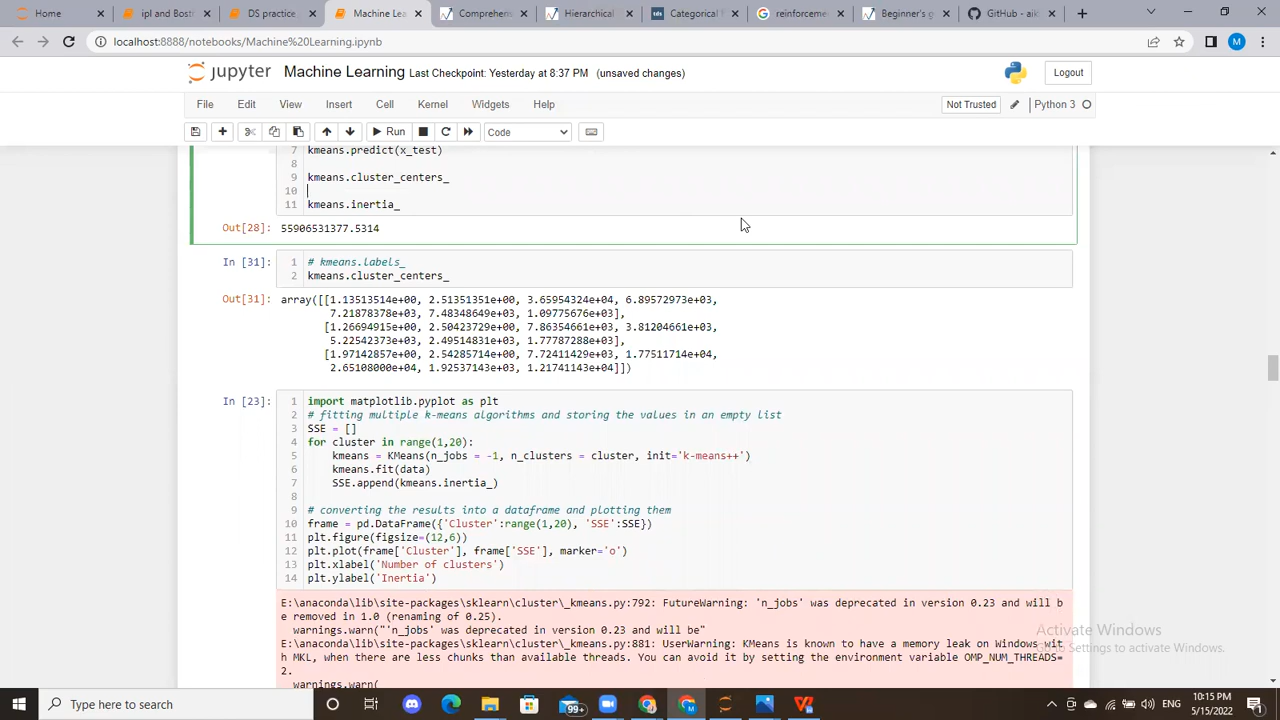 Home
ipl and Bost
DS practice
Machine Lea
Comprehens
Hierarchical
Categorical
reinforceme
Beginner's g
GitHub - aik
localhost:8888/notebooks/Machine%20Learning.ipynb
M
jupyter Machine Learning Last Checkpoint: Yesterday at 8:37 PM (unsaved changes)
Logout
File Edit View Insert Cell Kernel Widgets Help
Not Trusted
Python 3
Run
Code
7 kmeans.predict(x_test)
8
9 kmeans.cluster_centers_
10
11 kmeans.inertia_
Out[28]: 55906531377.5314
In [31]: 1 # kmeans.labels_
2 kmeans.cluster_centers_
Out[31]: array([[1.13513514e+00, 2.51351351e+00, 3.65954324e+04, 6.89572973e+03,
7.21878378e+03, 7.48348649e+03, 1.09775676e+03],
[1.26694915e+00, 2.50423729e+00, 7.86354661e+03, 3.81204661e+03,
5.22542373e+03, 2.49514831e+03, 1.77787288e+03],
[1.97142857e+00, 2.54285714e+00, 7.72411429e+03, 1.77511714e+04,
2.65108000e+04, 1.92537143e+03, 1.21741143e+04]])
In [23]: 1 import matplotlib.pyplot as plt
2 # fitting multiple k-means algorithms and storing the values in an empty list
3 SSE = []
4 for cluster in range(1,20):
5 kmeans = KMeans(n_jobs = -1, n_clusters = cluster, init='k-means++')
6 kmeans.fit(data)
7 SSE.append(kmeans.inertia_)
8
9 # converting the results into a dataframe and plotting them
10 frame = pd.DataFrame({'Cluster':range(1,20), 'SSE':SSE})
11 plt.figure(figsize=(12,6))
12 plt.plot(frame['Cluster'], frame['SSE'], marker='o')
13 plt.xlabel('Number of clusters')
14 plt.ylabel('Inertia')
E:\anaconda\lib\site-packages\sklearn\cluster\_kmeans.py:792: FutureWarning: 'n_jobs' was deprecated in version 0.23 and will b
e removed in 1.0 (renaming of 0.25).
warnings.warn("'n_jobs' was deprecated in version 0.23 and will be"
E:\anaconda\lib\site-packages\sklearn\cluster\_kmeans.py:881: UserWarning: KMeans is known to have a memory leak on Windows wit
h MKL, when there are less chunks than available threads. You can avoid it by setting the environment variable OMP_NUM_THREADS=
2.
warnings.warn(
Activate Windows
Go to Settings to activate Windows.
Type here to search
99+
ENG
10:15 PM
5/15/2022